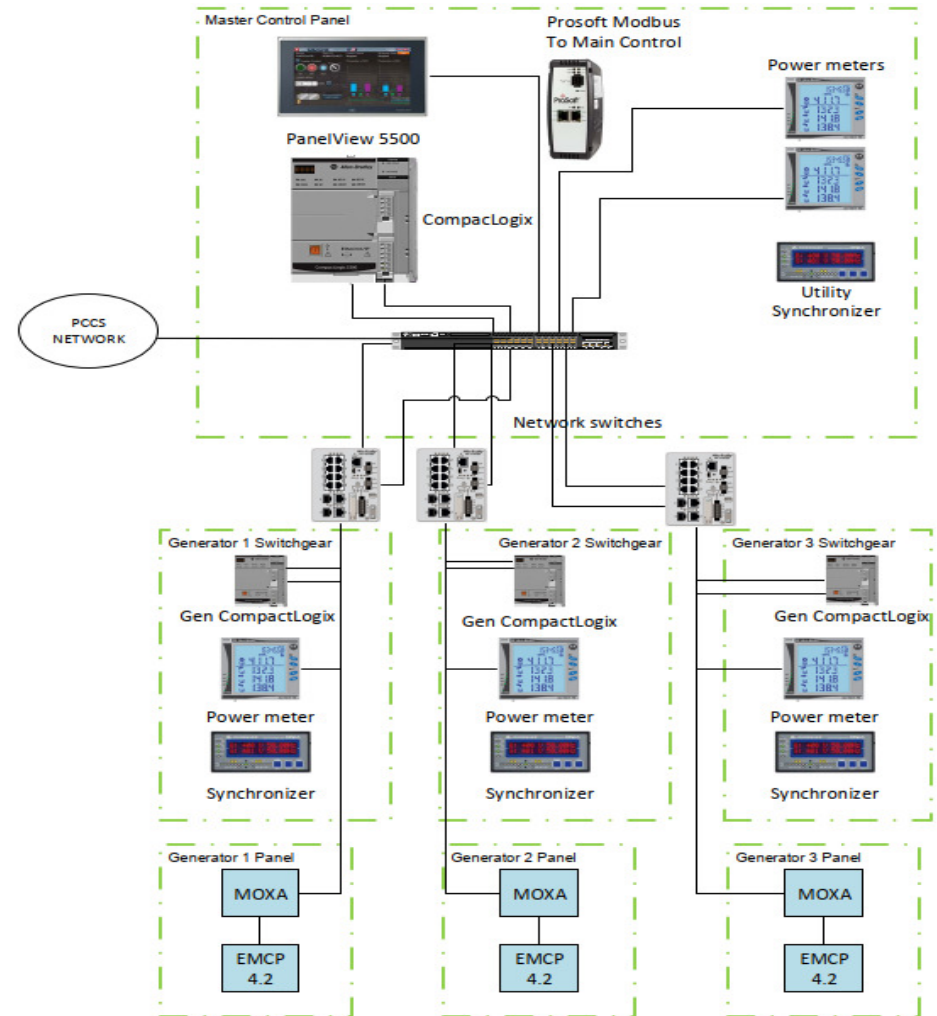 Master Control Panel
Prosoft Modbus
To Main Control
Power meters
ProSoft
PanelView 5500
Allen-Bradley
CompacLogix
Utility
Synchronizer
PCCS
NETWORK
Network switches
Generator 1 Switchgear
Generator 2 Switchgear
Generator 3 Switchgear
Gen CompactLogix
Gen CompactLogix
Gen CompactLogix
Power meter
Power meter
Power meter
Synchronizer
Synchronizer
Synchronizer
Generator 1 Panel
Generator 2 Panel
Generator 3 Panel
MOXA
MOXA
MOXA
EMCP
4.2
EMCP
4.2
EMCP
4.2